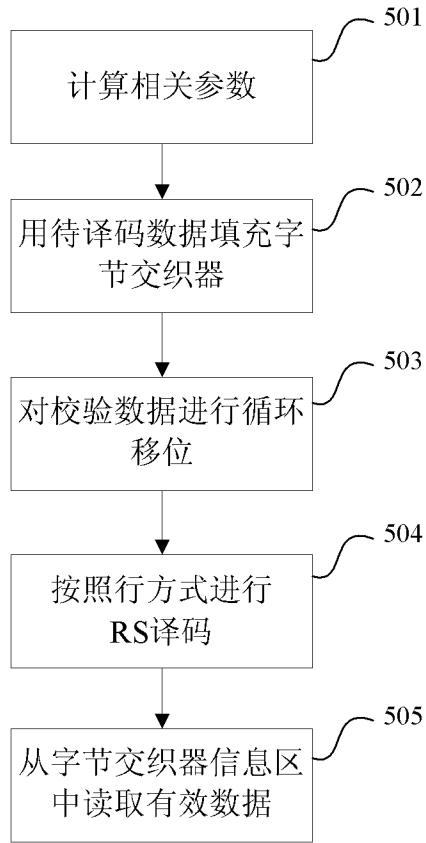 501
计算相关参数
502
用待译码数据填充字
节交织器
503
对校验数据进行循环
移位
504
按照行方式进行
RS译码
505
从字节交织器信息区
中读取有效数据